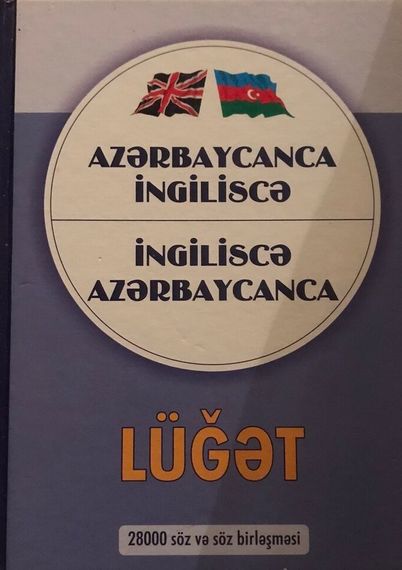 AZƏRBAYCANCA
İNGİLİSCƏ
İNGİLİSCƏ
AZƏRBAYCANCA
LÜĞƏT
28000 söz və söz birləşməsi